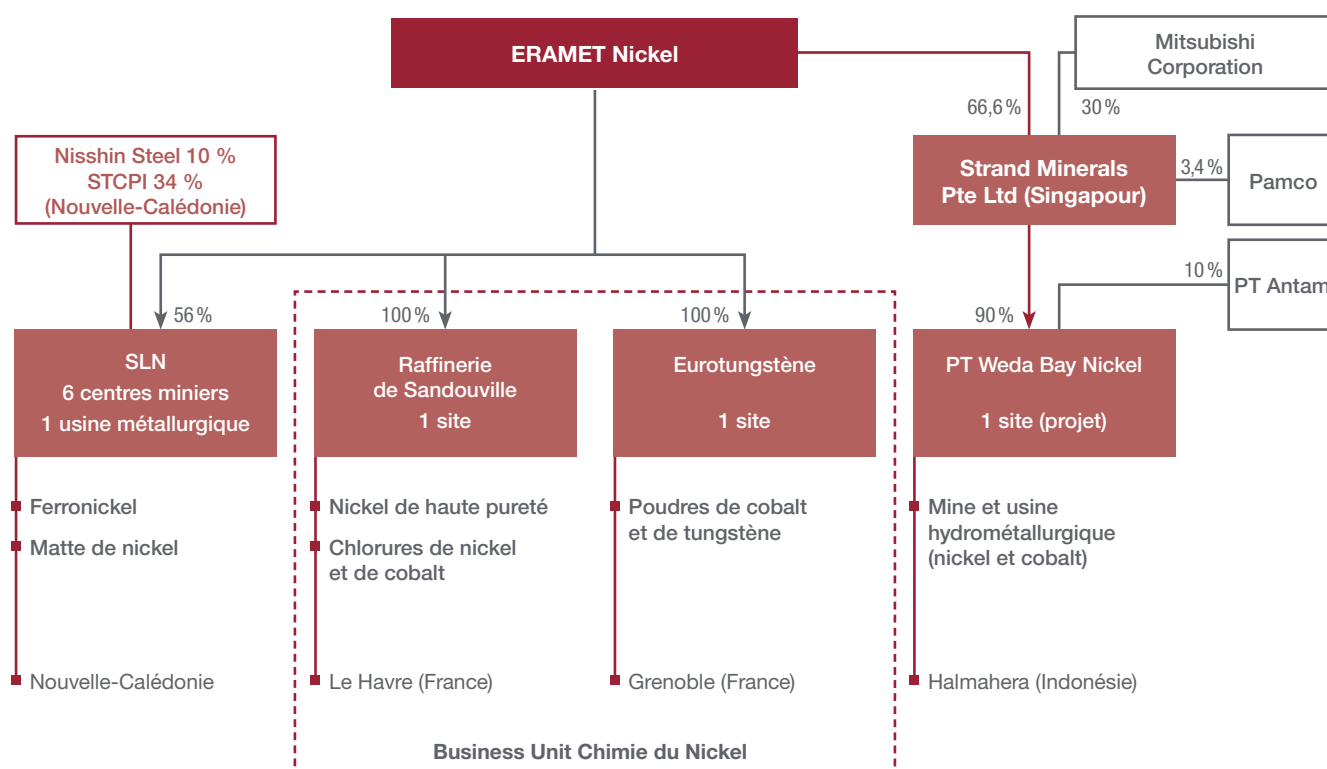 ERAMET Nickel
Mitsubishi
Corporation
66,6 %
30 %
Nisshin Steel 10 %
STCPI 34 %
(Nouvelle-Calédonie)
Strand Minerals
Pte Ltd (Singapour)
3,4 %
Pamco
10 %
PT Antam
56 %
100 %
100 %
90 %
SLN
6 centres miniers
1 usine métallurgique
Raffinerie
de Sandouville
1 site
Eurotungstène
1 site
PT Weda Bay Nickel
1 site (projet)
Ferronickel
Matte de nickel
Nickel de haute pureté
Chlorures de nickel
et de cobalt
Poudres de cobalt
et de tungstène
Mine et usine
hydrométallurgique
(nickel et cobalt)
Nouvelle-Calédonie
Le Havre (France)
Grenoble (France)
Halmahera (Indonésie)
Business Unit Chimie du Nickel